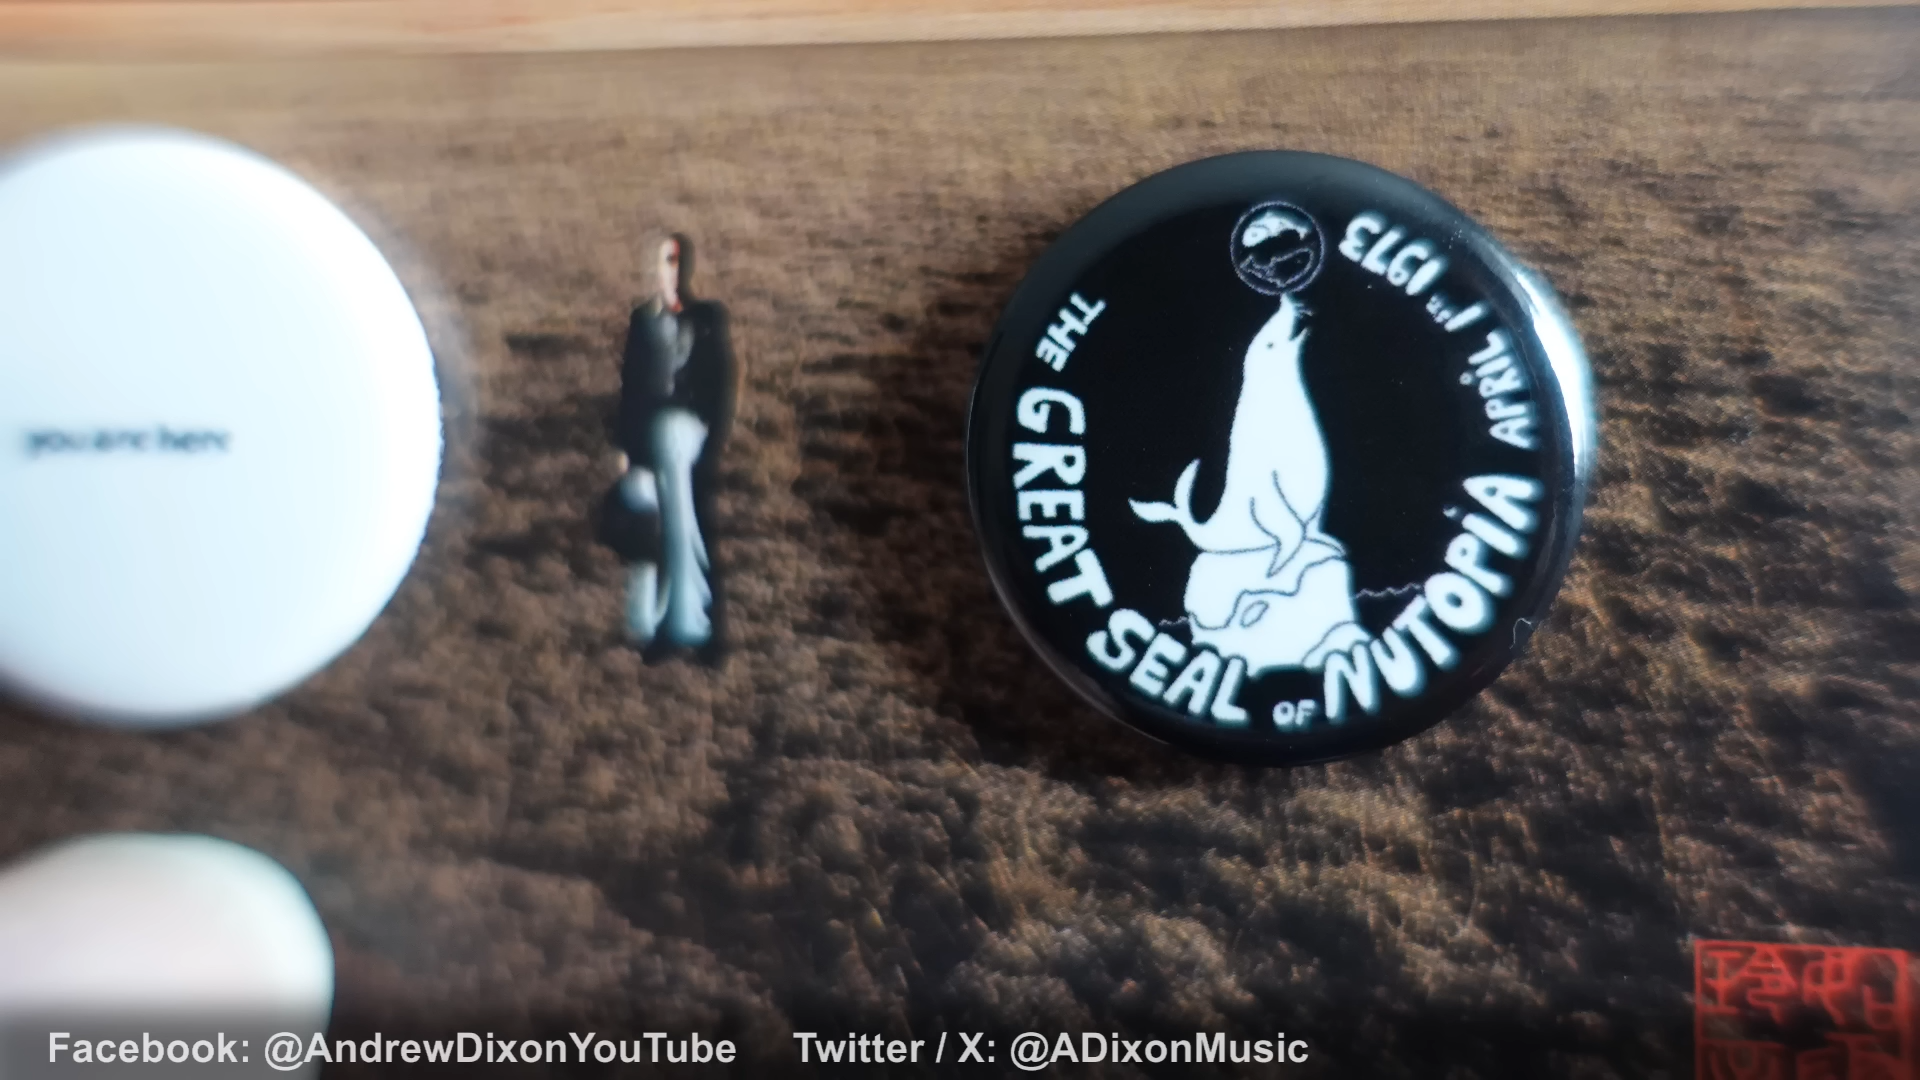 you are here
THE GREAT SEAL OF NUTOPIA APRIL 1ST 1973
Facebook: @AndrewDixonYouTube Twitter / X: @ADixonMusic